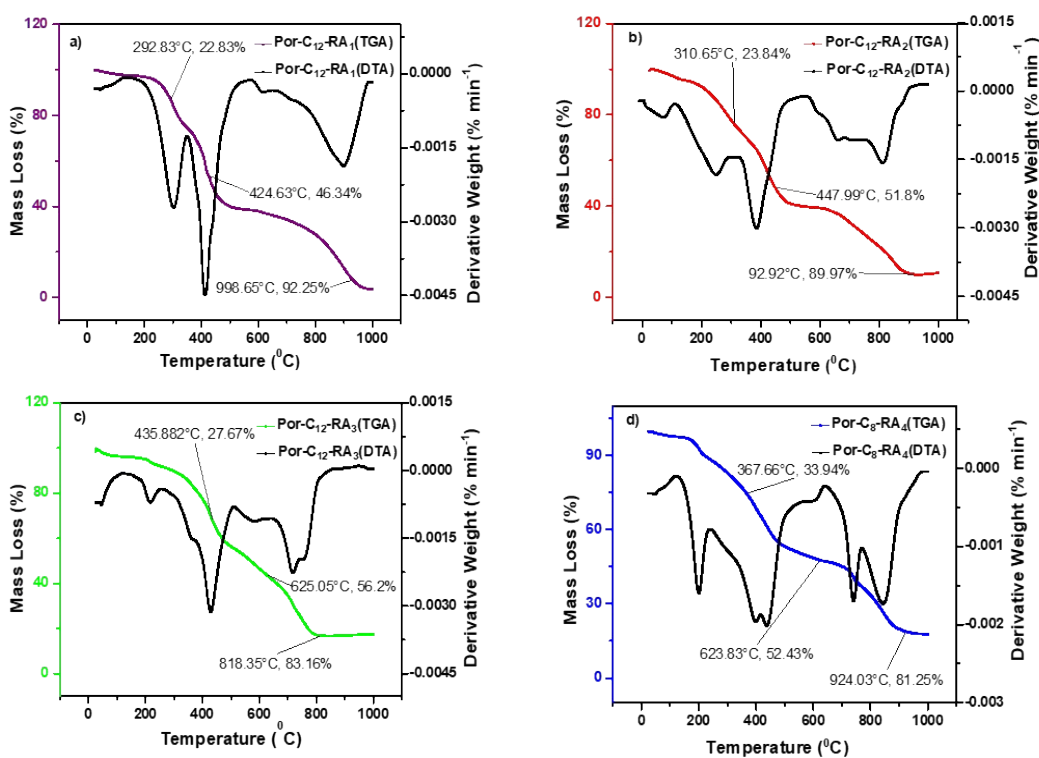 a)
Por-C12-RA1(TGA)
Por-C12-RA1(DTA)
292.83°C, 22.83%
424.63°C, 46.34%
998.65°C, 92.25%
120
80
40
0
Mass Loss (%)
0.0000
-0.0015
-0.0030
-0.0045
Derivative Weight (% min-1)
0 200 400 600 800 1000
Temperature (0C)
b)
Por-C12-RA2(TGA)
Por-C12-RA2(DTA)
310.65°C, 23.84%
447.99°C, 51.8%
92.92°C, 89.97%
120
80
40
0
Mass Loss (%)
0.0015
0.0000
-0.0015
-0.0030
-0.0045
Derivative Weight (% min-1)
0 200 400 600 800 1000
Temperature (0C)
c)
Por-C12-RA3(TGA)
Por-C12-RA3(DTA)
435.882°C, 27.67%
625.05°C, 56.2%
818.35°C, 83.16%
120
80
40
0
Mass Loss (%)
0.0015
0.0000
-0.0015
-0.0030
-0.0045
Derivative Weight (% min-1)
0 200 400 600 800 1000
Temperature (0C)
d)
Por-C8-RA4(TGA)
Por-C8-RA4(DTA)
367.66°C, 33.94%
623.83°C, 52.43%
924.03°C, 81.25%
90
60
30
0
Mass Loss (%)
0.000
-0.001
-0.002
-0.003
Derivative Weight (% min-1)
0 200 400 600 800 1000
Temperature (0C)